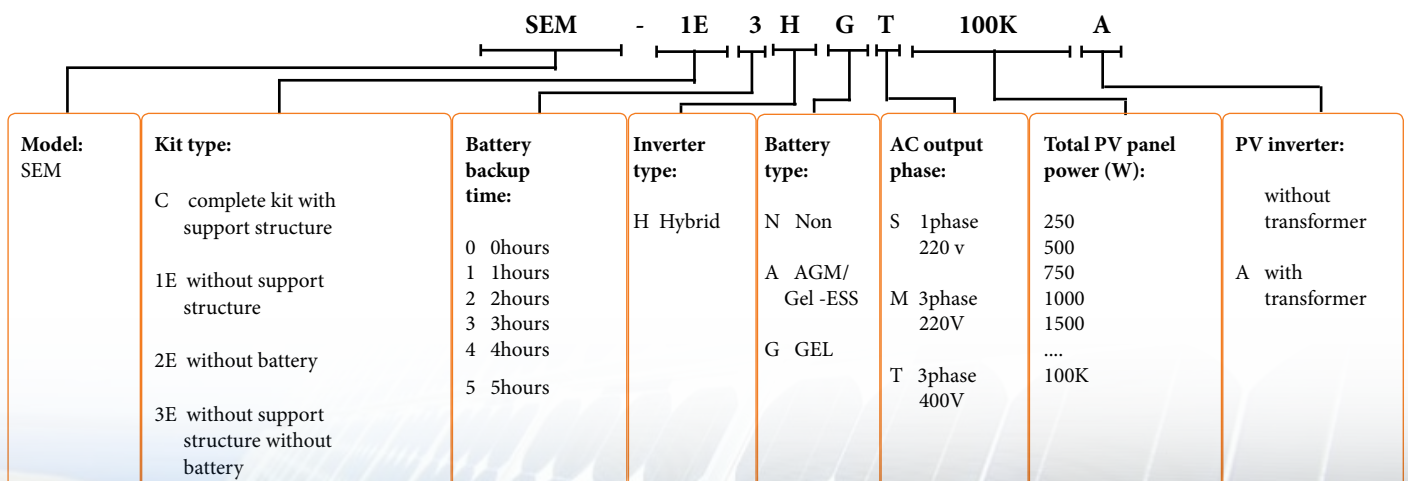 SEM - 1E 3 H G T 100K A
Model:
SEM
Kit type:
C complete kit with
support structure
1E without support
structure
2E without battery
3E without support
structure without
battery
Battery
backup
time:
0 0hours
1 1hours
2 2hours
3 3hours
4 4hours
5 5hours
Inverter
type:
H Hybrid
Battery
type:
N Non
A AGM/
Gel -ESS
G GEL
AC output
phase:
S 1phase
220 v
M 3phase
220V
T 3phase
400V
Total PV panel
power (W):
250
500
750
1000
1500
....
100K
PV inverter:
without
transformer
A with
transformer